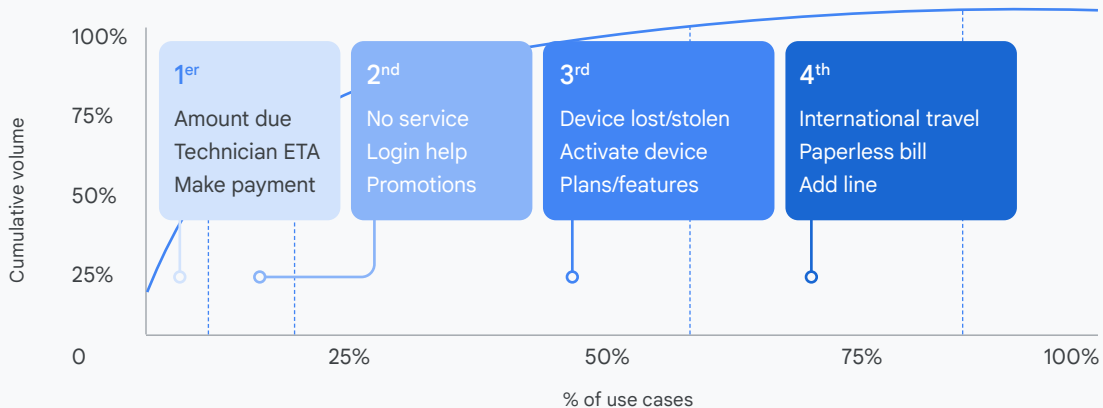 100%
75%
50%
25%
0
Cumulative volume
1er
Amount due
Technician ETA
Make payment
2nd
No service
Login help
Promotions
3rd
Device lost/stolen
Activate device
Plans/features
4th
International travel
Paperless bill
Add line
25%
50%
75%
100%
% of use cases